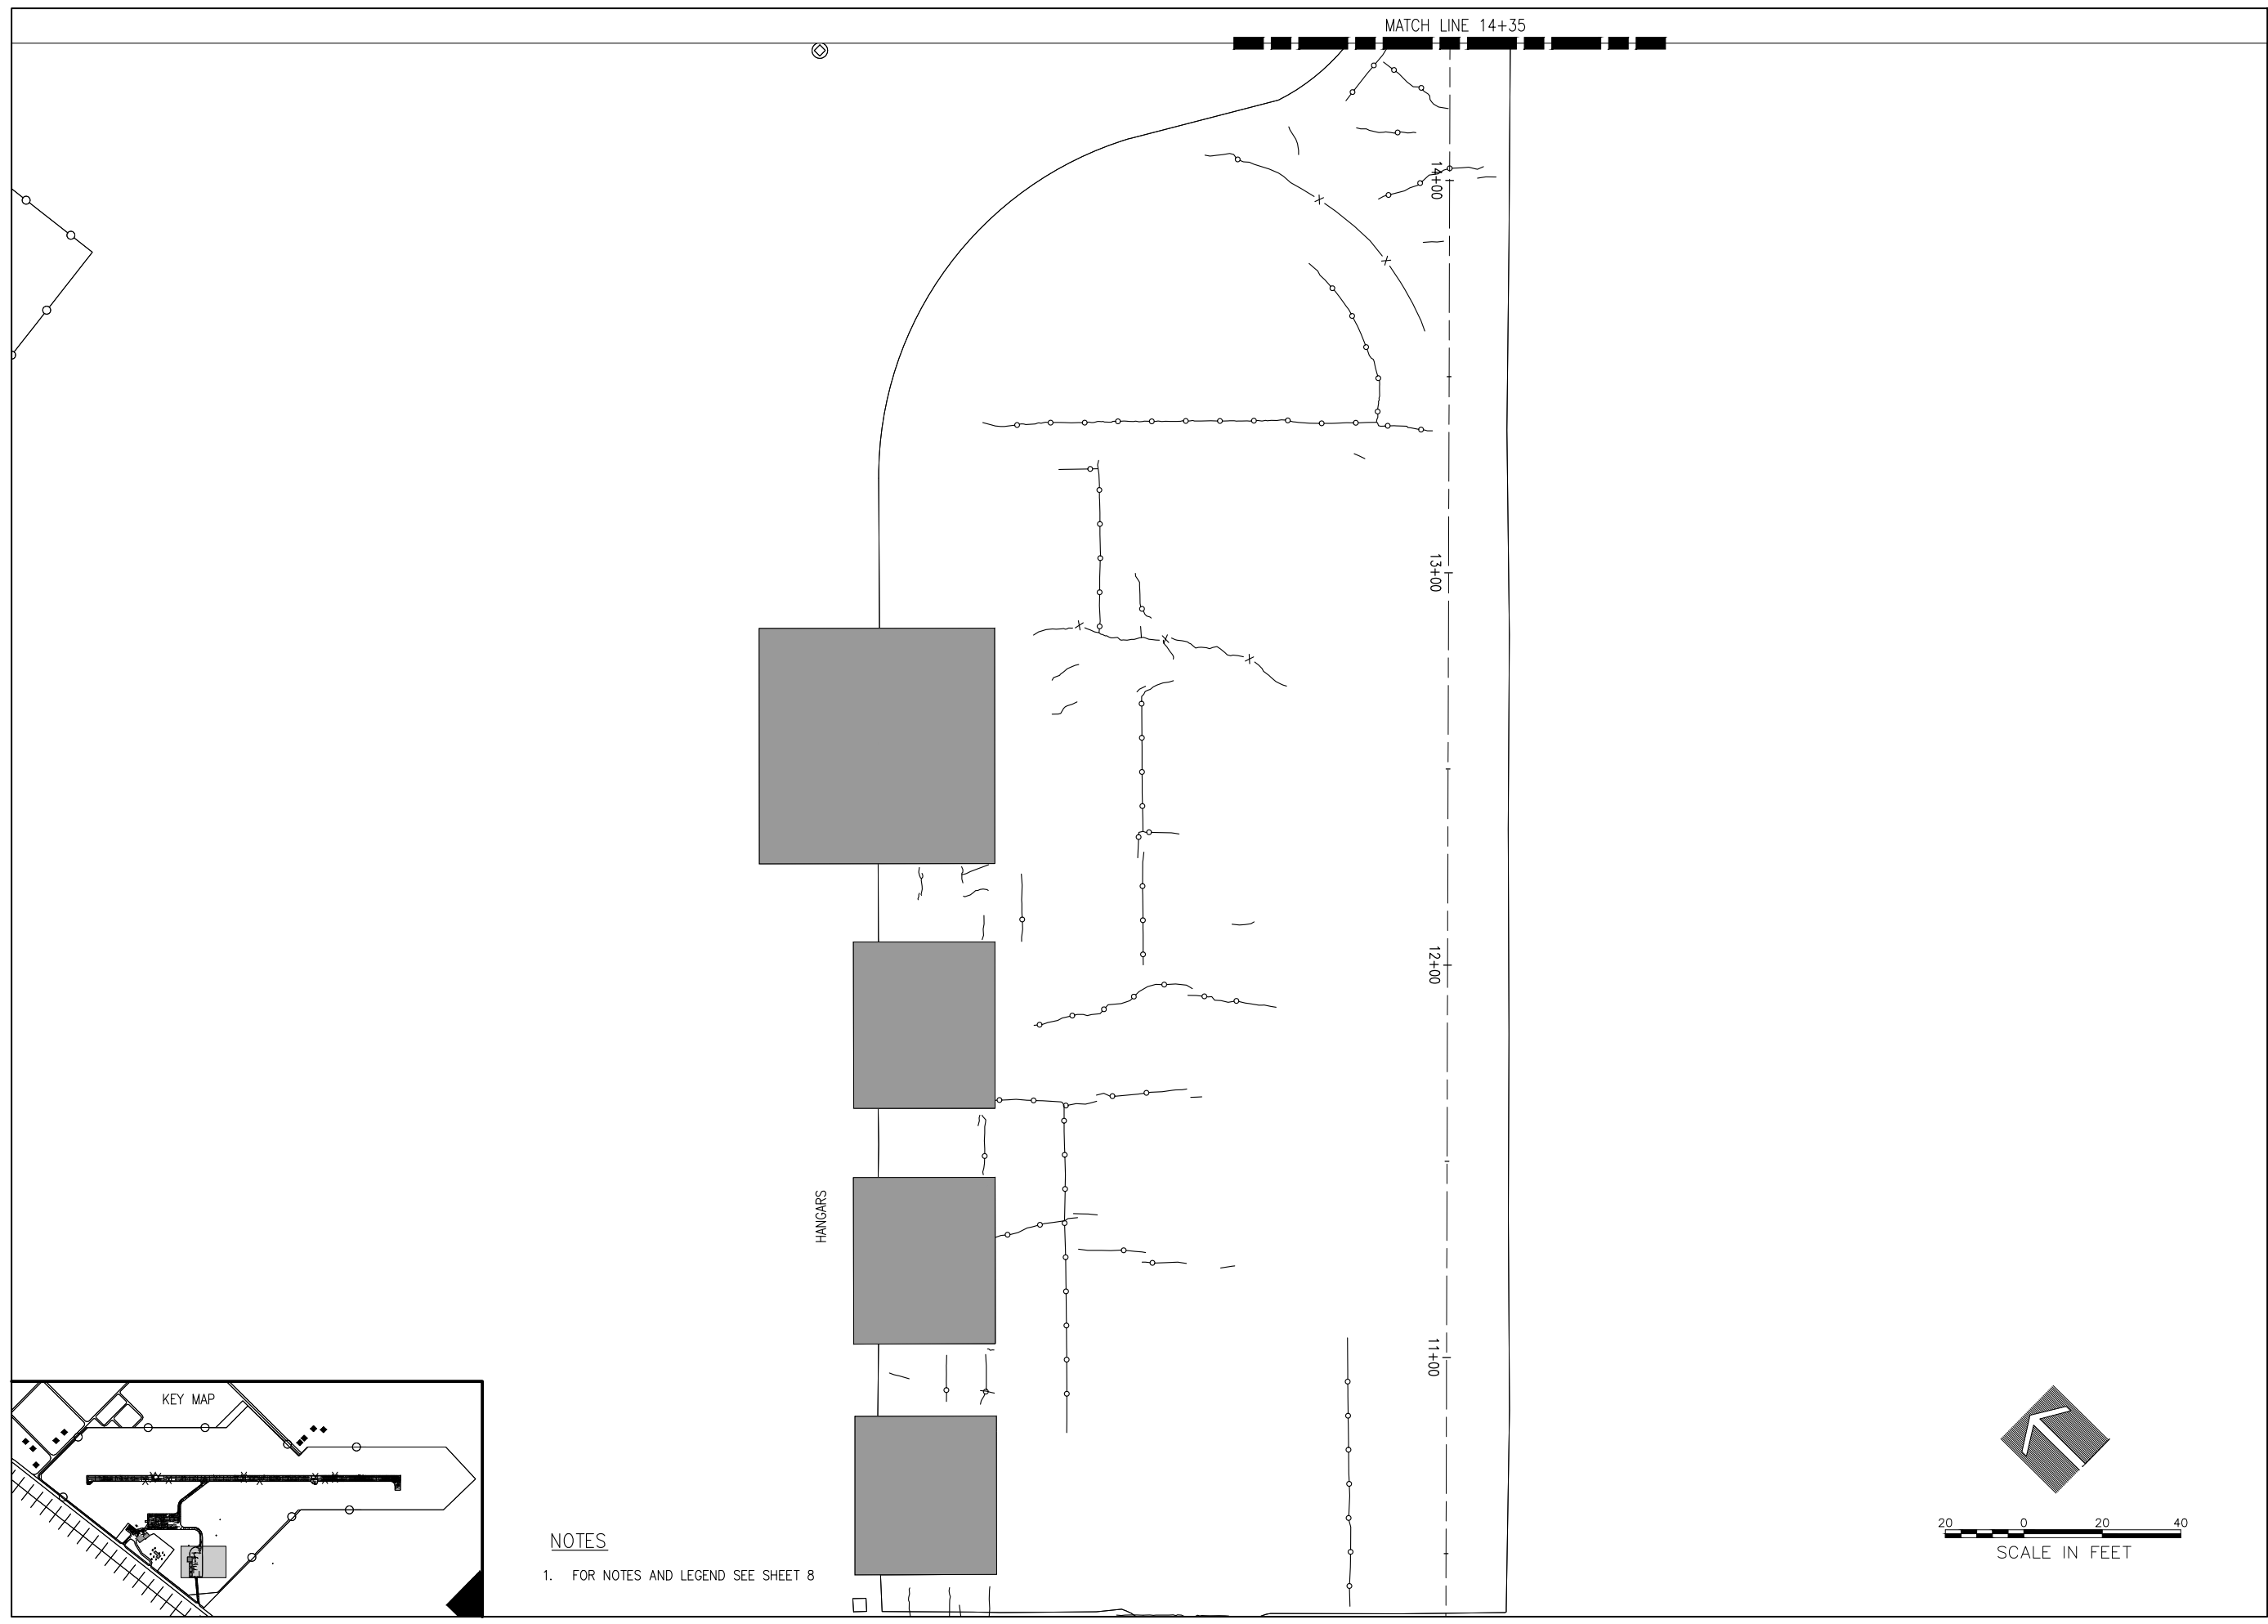 MATCH LINE 14+35
14+00
13+00
12+00
11+00
HANGARS
KEY MAP
NOTES
1. FOR NOTES AND LEGEND SEE SHEET 8
20 0 20 40
SCALE IN FEET